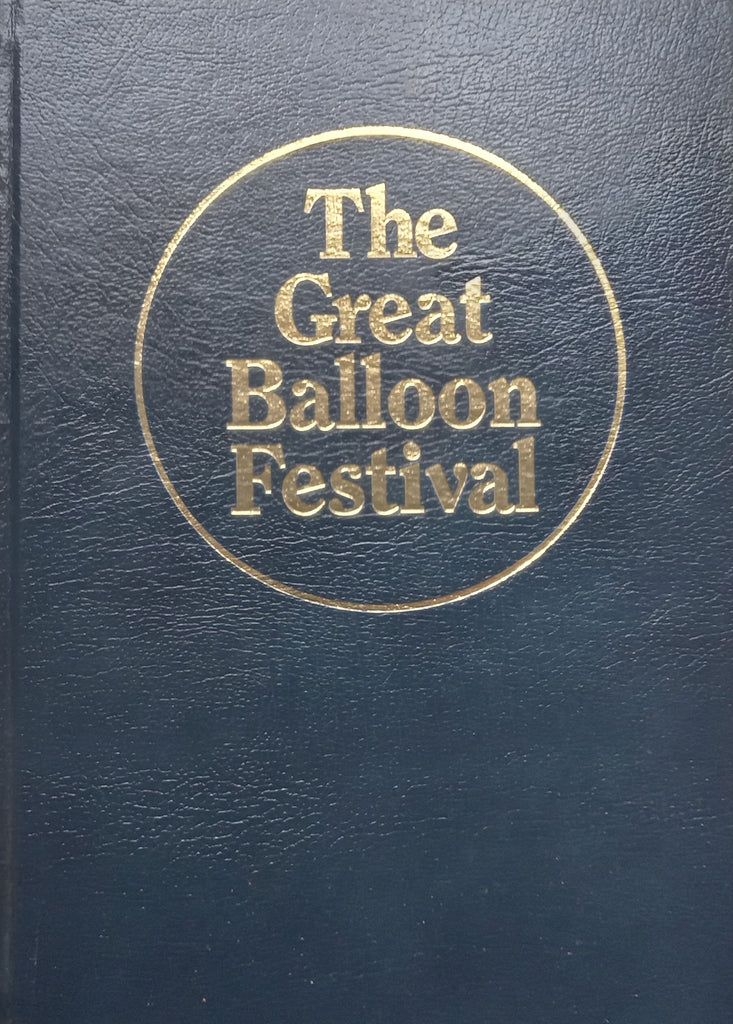 The
Great
Balloon
Festival